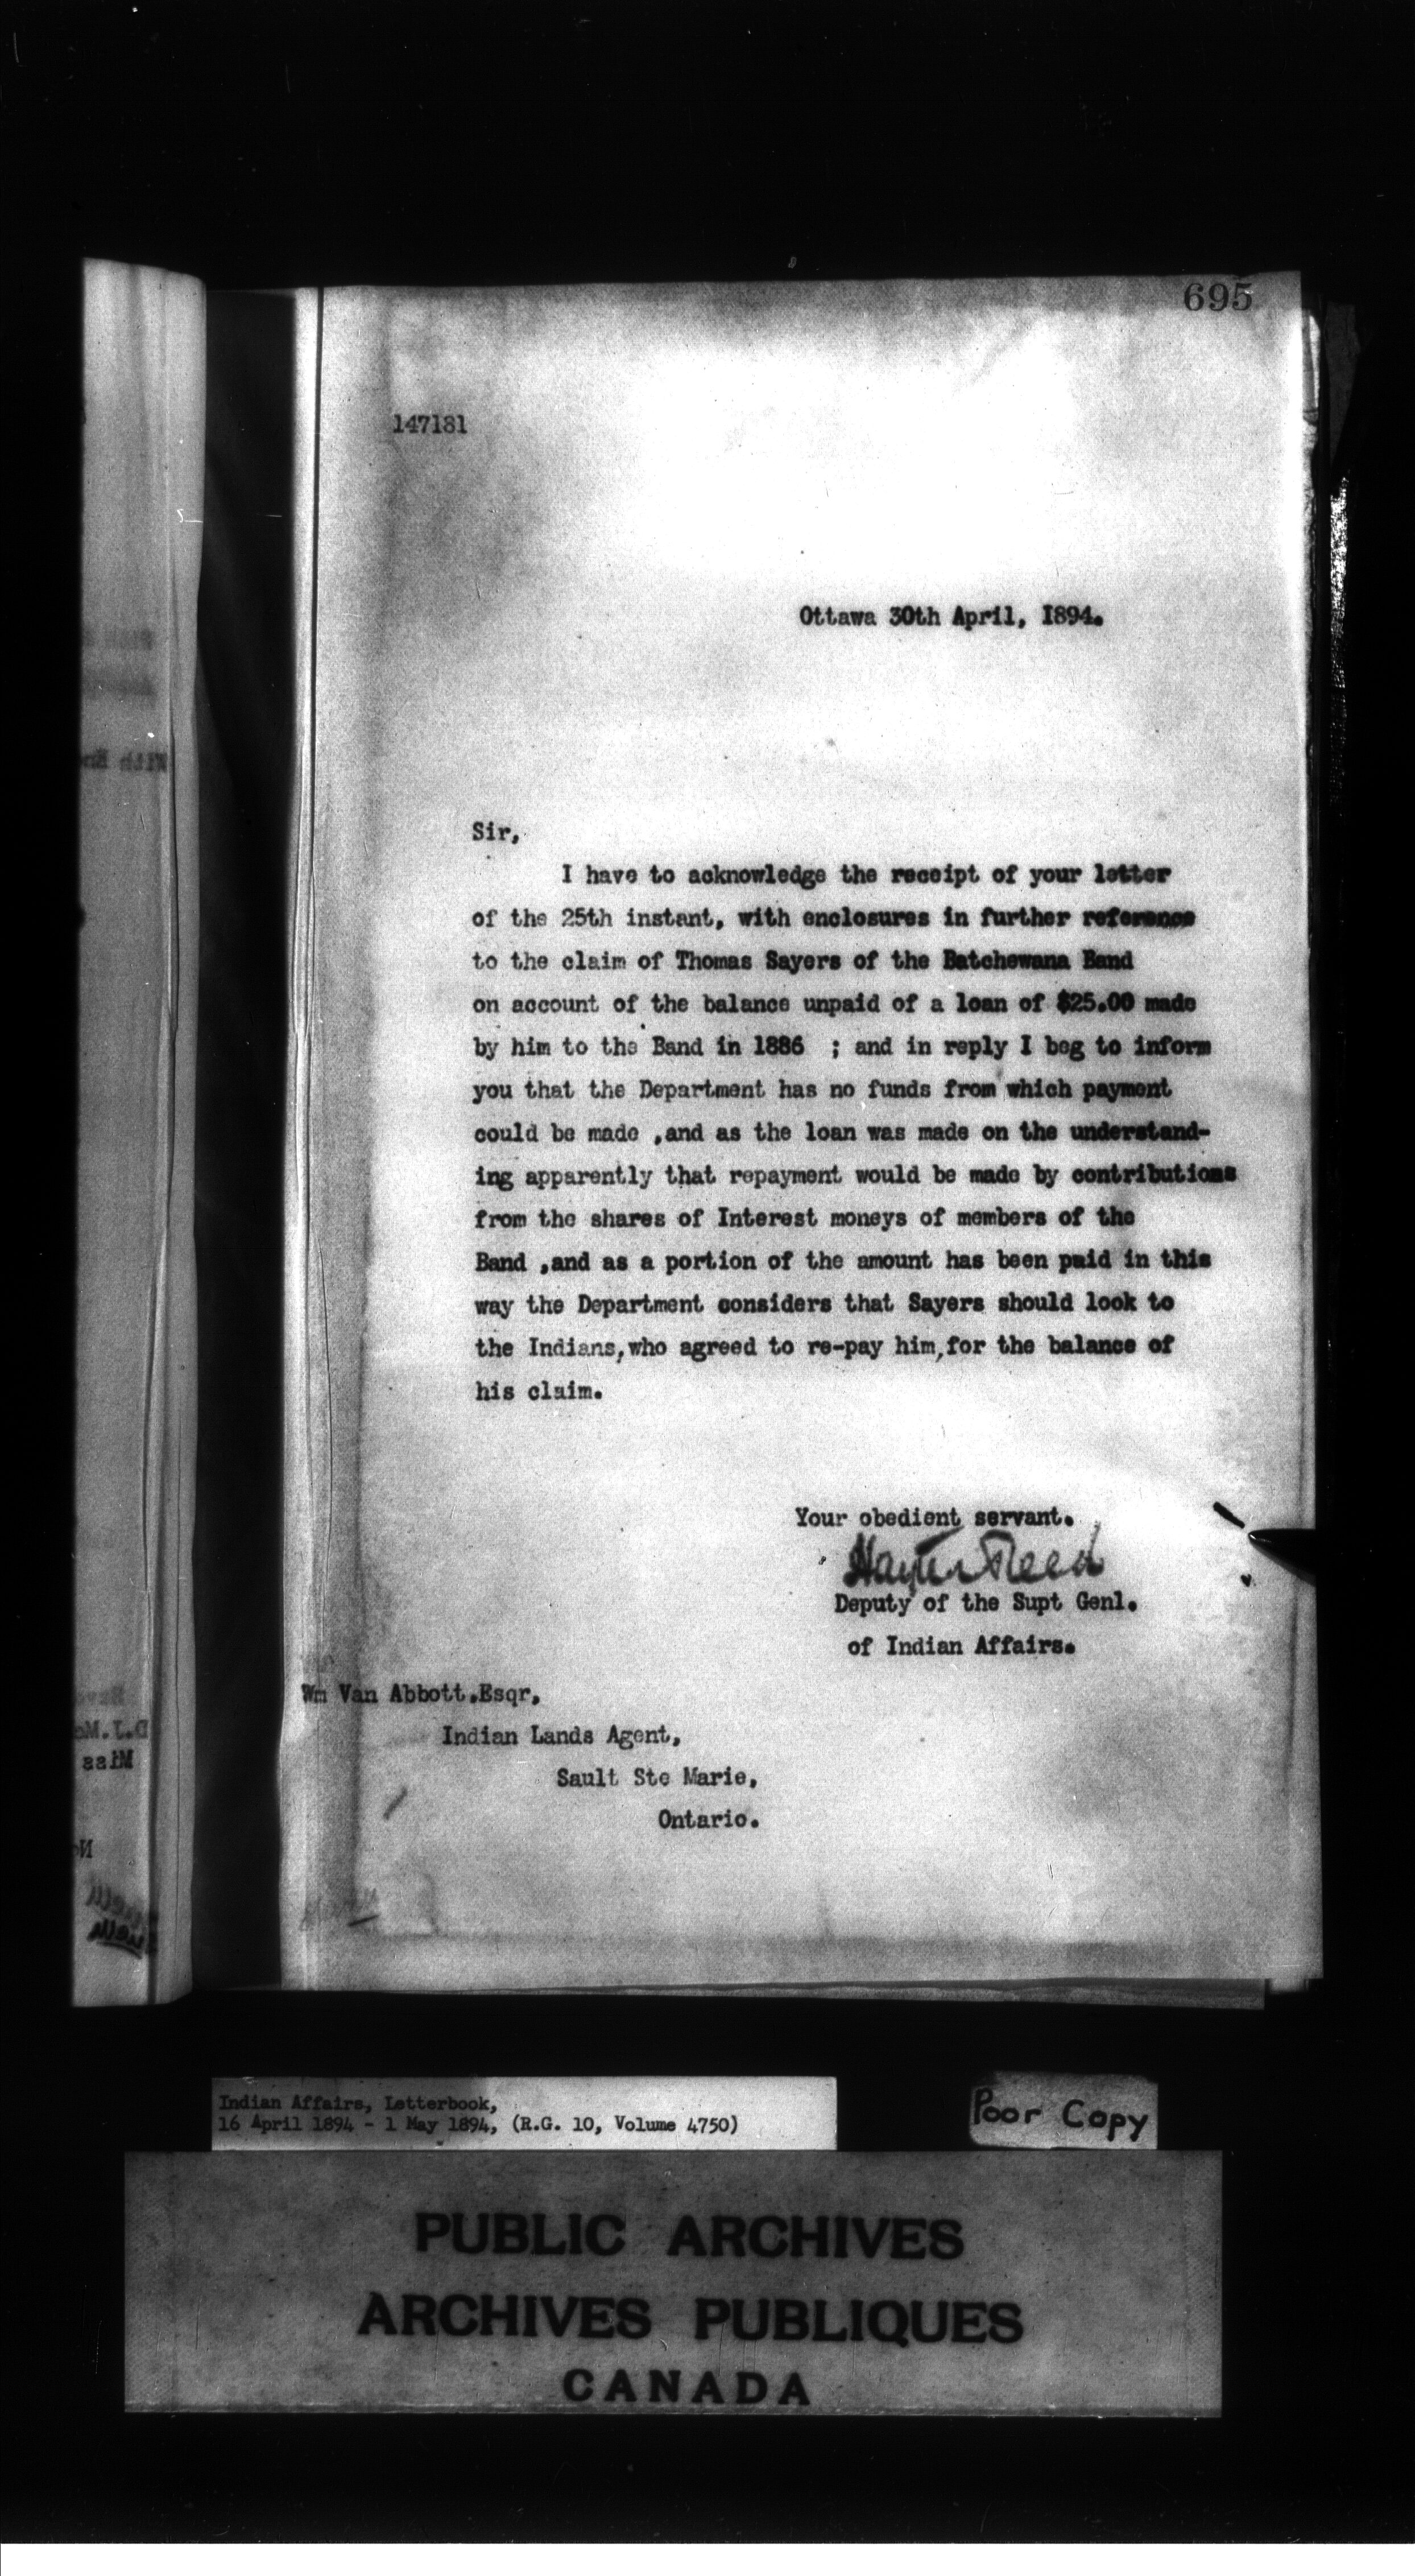 695
147181
Ottawa 30th April, 1894.
Sir,
I have to acknowledge the receipt of your letter
of the 25th instant, with enclosures in further reference
to the claim of Thomas Sayers of the Batchewana Band
on account of the balance unpaid of a loan of $25.00 made
by him to the Band in 1886 ; and in reply I beg to inform
you that the Department has no funds from which payment
could be made ,and as the loan was made on the understand-
ing apparently that repayment would be made by contributions
from the shares of Interest moneys of members of the
Band ,and as a portion of the amount has been paid in this
way the Department considers that Sayers should look to
the Indians, who agreed to re-pay him, for the balance of
his claim.
Your obedient servant.
Hayter Reed
Deputy of the Supt Genl.
of Indian Affairs.
Wm Van Abbott.Esqr,
Indian Lands Agent,
Sault Ste Marie,
Ontario.
With
D.J.Mc
Miss
Indian Affairs, Letterbook,
16 April 1894 - 1 May 1894, (R.G. 10, Volume 4750)
Poor Copy
PUBLIC ARCHIVES
ARCHIVES PUBLIQUES
CANADA